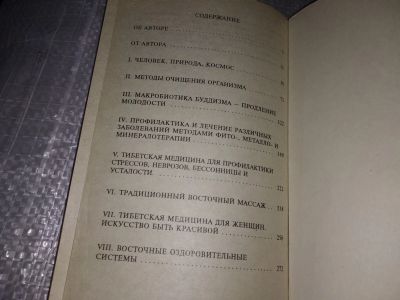 СОДЕРЖАНИЕ
ОБ АВТОРЕ
ОТ АВТОРА
I. ЧЕЛОВЕК, ПРИРОДА, КОСМОС
II. МЕТОДЫ ОЧИЩЕНИЯ ОРГАНИЗМА
III. МАКРОБИОТИКА БУДДИЗМА — ПРОДЛЕНИЕ
МОЛОДОСТИ
IV. ПРОФИЛАКТИКА И ЛЕЧЕНИЕ РАЗЛИЧНЫХ
ЗАБОЛЕВАНИЙ МЕТОДАМИ ФИТО-, МЕТАЛЛО- И
МИНЕРАЛОТЕРАПИИ
V. ТИБЕТСКАЯ МЕДИЦИНА ДЛЯ ПРОФИЛАКТИКИ
СТРЕССОВ, НЕВРОЗОВ, БЕССОННИЦЫ И
УСТАЛОСТИ
VI. ТРАДИЦИОННЫЙ ВОСТОЧНЫЙ МАССАЖ
VII. ТИБЕТСКАЯ МЕДИЦИНА ДЛЯ ЖЕНЩИН.
ИСКУССТВО БЫТЬ КРАСИВОЙ
VIII. ВОСТОЧНЫЕ ОЗДОРОВИТЕЛЬНЫЕ
СИСТЕМЫ